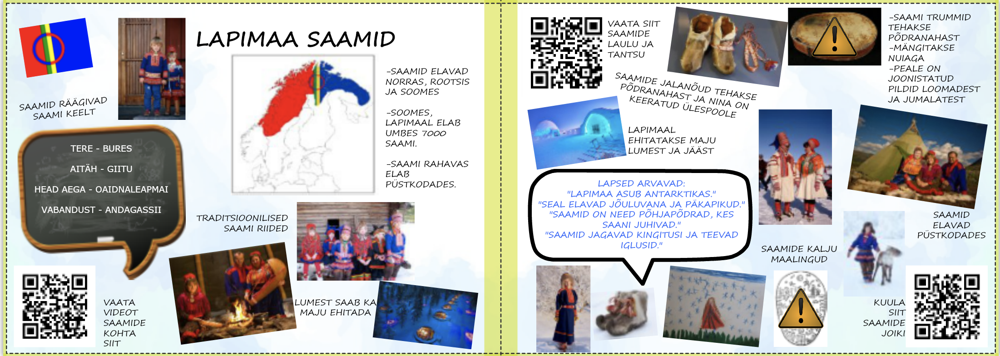 LAPIMAA SAAMID
SAAMID RÄÄGIVAD
SAAMI KEELT
TERE - BURES
AITÄH - GIITU
HEAD AEGA - OAIDNALEAPMAI
VABANDUST - ANDAGASSII
-SAAMID ELAVAD
NORRAS, ROOTSIS
JA SOOMES
-SOOMES,
LAPIMAAL ELAB
UMBES 7000
SAAMI.
-SAAMI RAHAVAS
ELAB
PÜSTKODADES.
TRADITSIOONILISED
SAAMI RIIDED
VAATA
VIDEOT
SAAMIDE
KOHTA
SIIT
LUMEST SAAB KA
MAJU EHITADA
VAATA SIIT
SAAMIDE
LAULU JA
TANTSU
SAAMIDE JALANÕUD TEHAKSE
PÕDRANAHAST JA NINA ON
KEERATUD ÜLESPOOLE
-SAAMI TRUMMID
TEHAKSE
PÕDRANAHAST
-MÄNGITAKSE
NUIAGA
-PEALE ON
JOONISTATUD
PILDID LOOMADEST
JA JUMALATEST
LAPIMAAL
EHITATAKSE MAJU
LUMEST JA JÄÄST
LAPSED ARVAVAD:
"LAPIMAA ASUB ANTARKTIKAS."
"SEAL ELAVAD JÕULUVANA JA PÄKAPIKUD."
"SAAMID ON NEED PÕHJAPÕDRAD, KES
SAANI JUHIVAD."
"SAAMID JAGAVAD KINGITUSI JA TEEVAD
IGLUSID."
SAAMID
ELAVAD
PÜSTKODADES
SAAMIDE KALJU
MAALINGUD
KUULA
SIIT
SAAMIDE
JOIKI